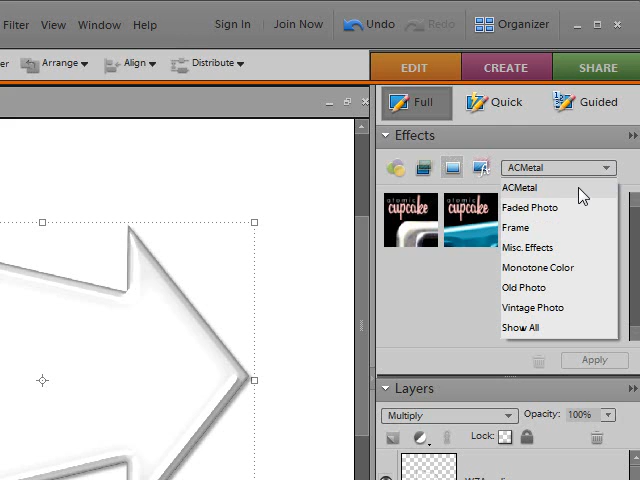 Filter View Window Help Sign In Join Now Undo Redo Organizer
er Arrange Align Distribute
EDIT CREATE SHARE
Full Quick Guided
Effects
ACMetal
ACMetal
Faded Photo
Frame
Misc. Effects
Monotone Color
Old Photo
Vintage Photo
Show All
atomic cupcake atomic cupcake
Apply
Layers
Multiply Opacity: 100%
Lock: